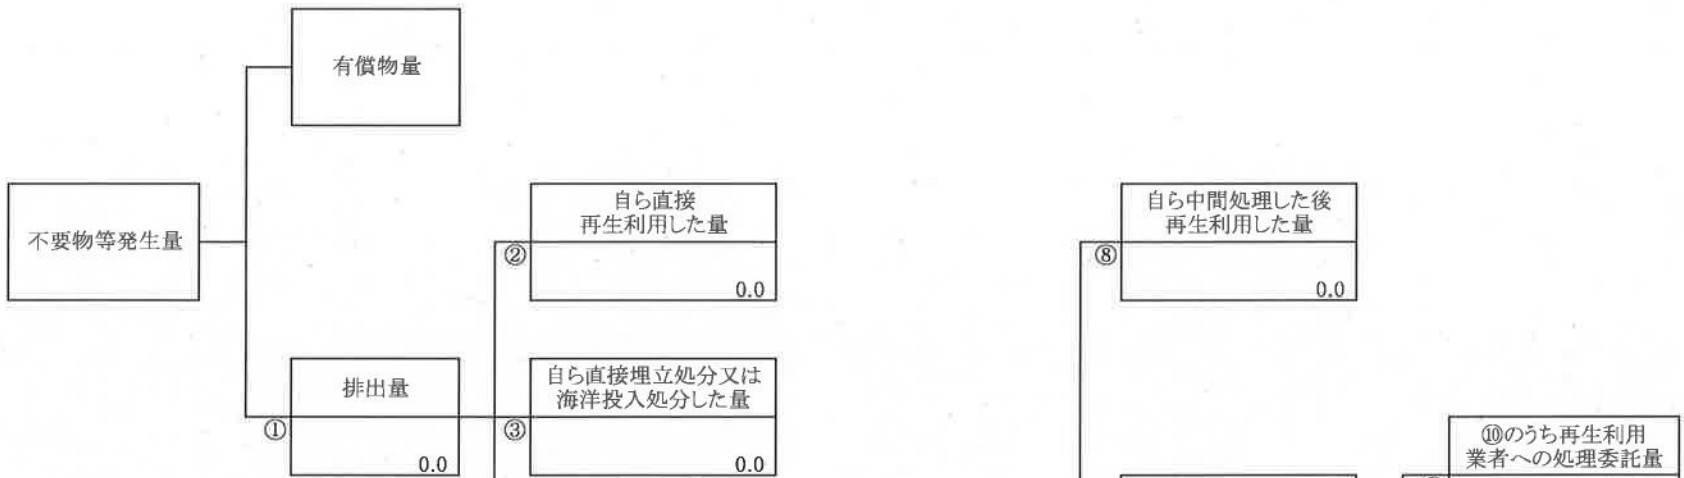 有償物量
不要物等発生量
自ら直接
再生利用した量
②
0.0
自ら中間処理した後
再生利用した量
⑧
0.0
排出量
①
0.0
自ら直接埋立処分又は
海洋投入処分した量
③
0.0
⑩のうち再生利用
業者への処理委託量